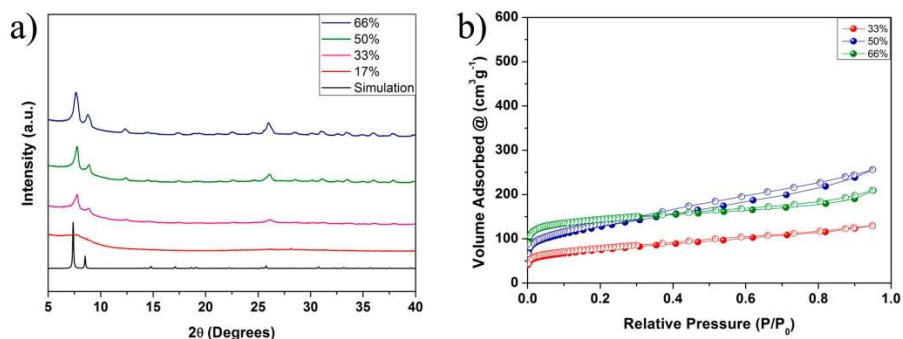 a)
66%
50%
33%
17%
Simulation
Intensity (a.u.)
5 10 15 20 25 30 35 40
2θ (Degrees)
b)
600
500
400
300
200
100
0
33%
50%
66%
Volume Adsorbed @ (cm³ g⁻¹)
0.0 0.2 0.4 0.6 0.8 1.0
Relative Pressure (P/P₀)